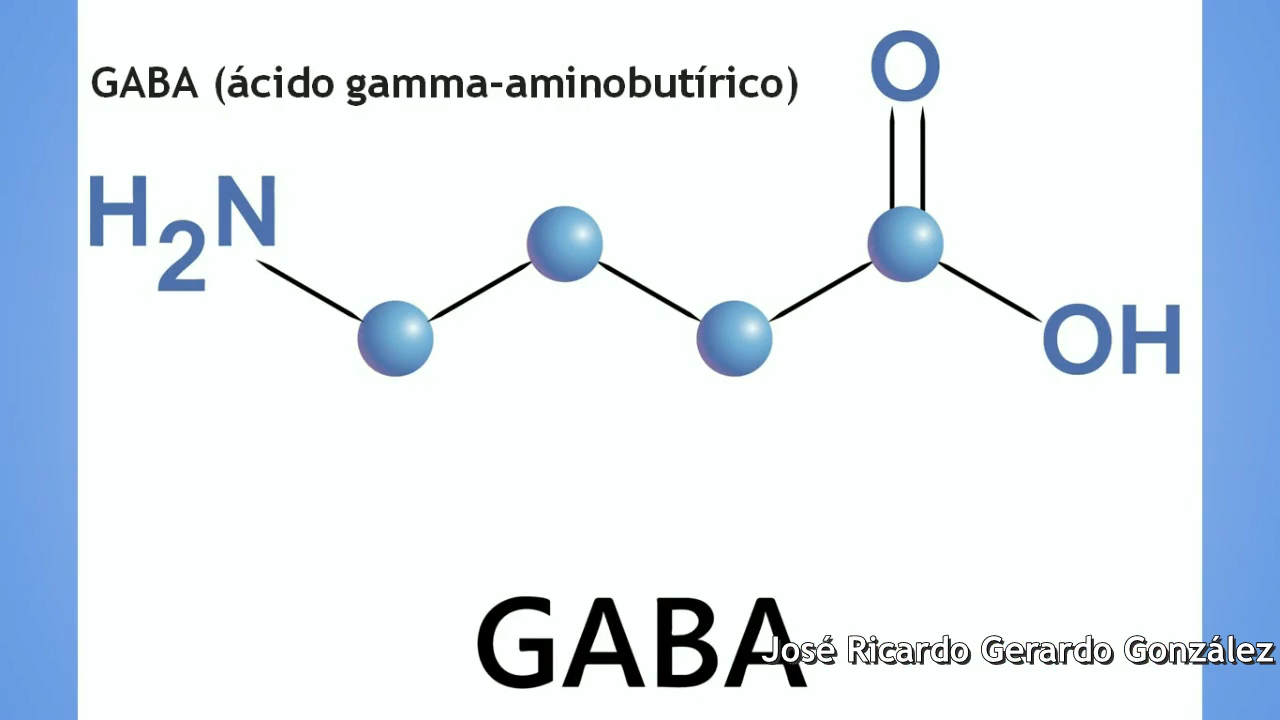 O
GABA (ácido gamma-aminobutírico)
H2N
OH
GABA
José Ricardo Gerardo González